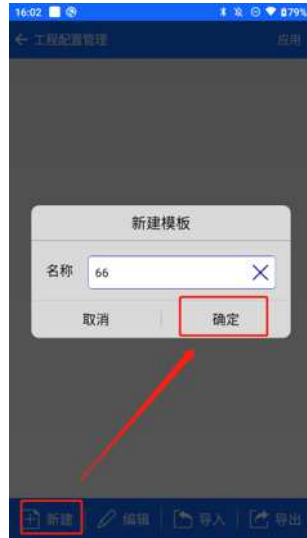 16:02 79%
工程配置管理 应用
新建模板
名称 66
取消 确定
新建 编辑 导入 导出